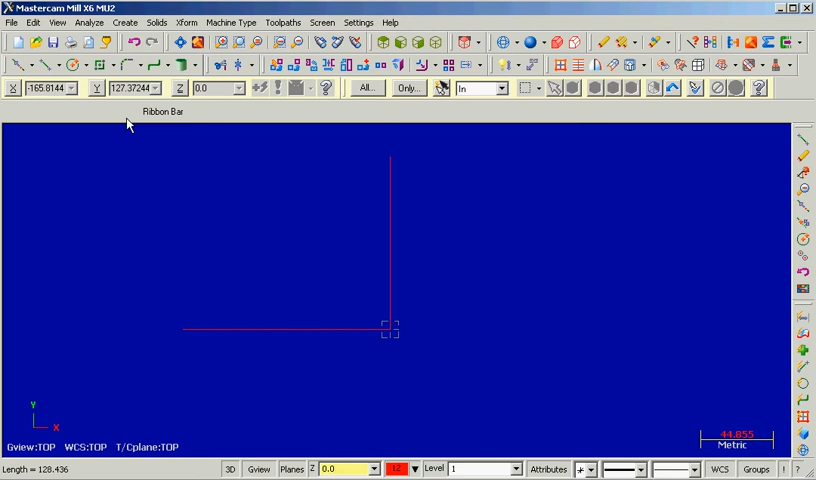 Mastercam Mill X6 MU2
File Edit View Analyze Create Solids Xform Machine Type Toolpaths Screen Settings Help
X -165.8144 Y 127.37244 Z 0.0 All... Only... In
Ribbon Bar
Y
X
44.855
Metric
Gview:TOP WCS:TOP T/Cplane:TOP
Length = 128.436 3D Gview Planes Z 0.0 12 Level 1 Attributes WCS Groups ! ?